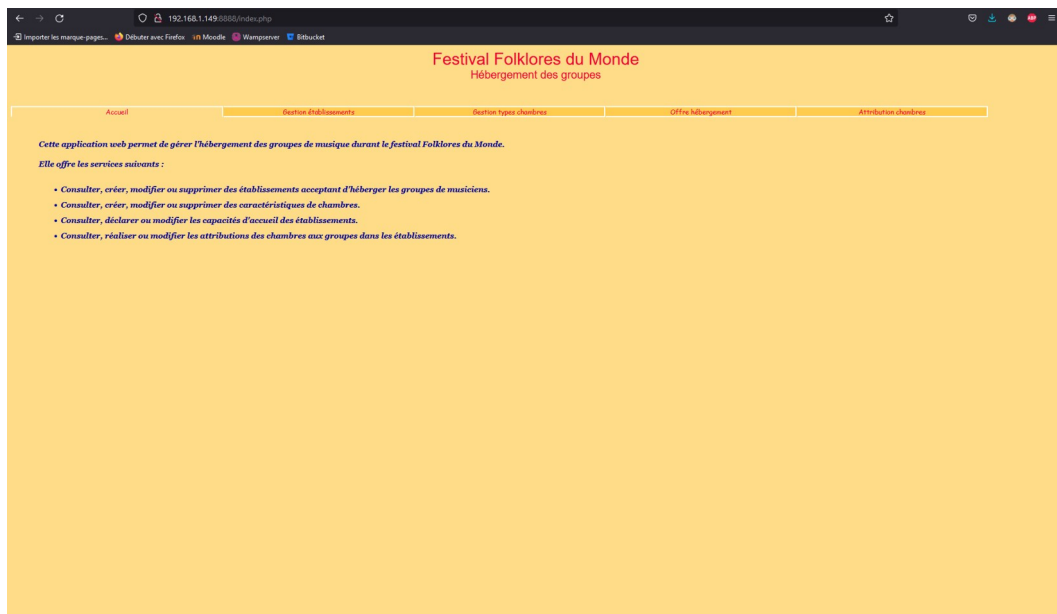 192.168.1.149:8888/index.php
Importer les marque-pages... Débuter avec Firefox Moodle Wampserver Bitbucket
Festival Folklores du Monde
Hébergement des groupes
Accueil Gestion établissements Gestion types chambres Offre hébergement Attribution chambres
Cette application web permet de gérer l'hébergement des groupes de musique durant le festival Folklores du Monde.
Elle offre les services suivants :
• Consulter, créer, modifier ou supprimer des établissements acceptant d'héberger les groupes de musiciens.
• Consulter, créer, modifier ou supprimer des caractéristiques de chambres.
• Consulter, déclarer ou modifier les capacités d'accueil des établissements.
• Consulter, réaliser ou modifier les attributions des chambres aux groupes dans les établissements.